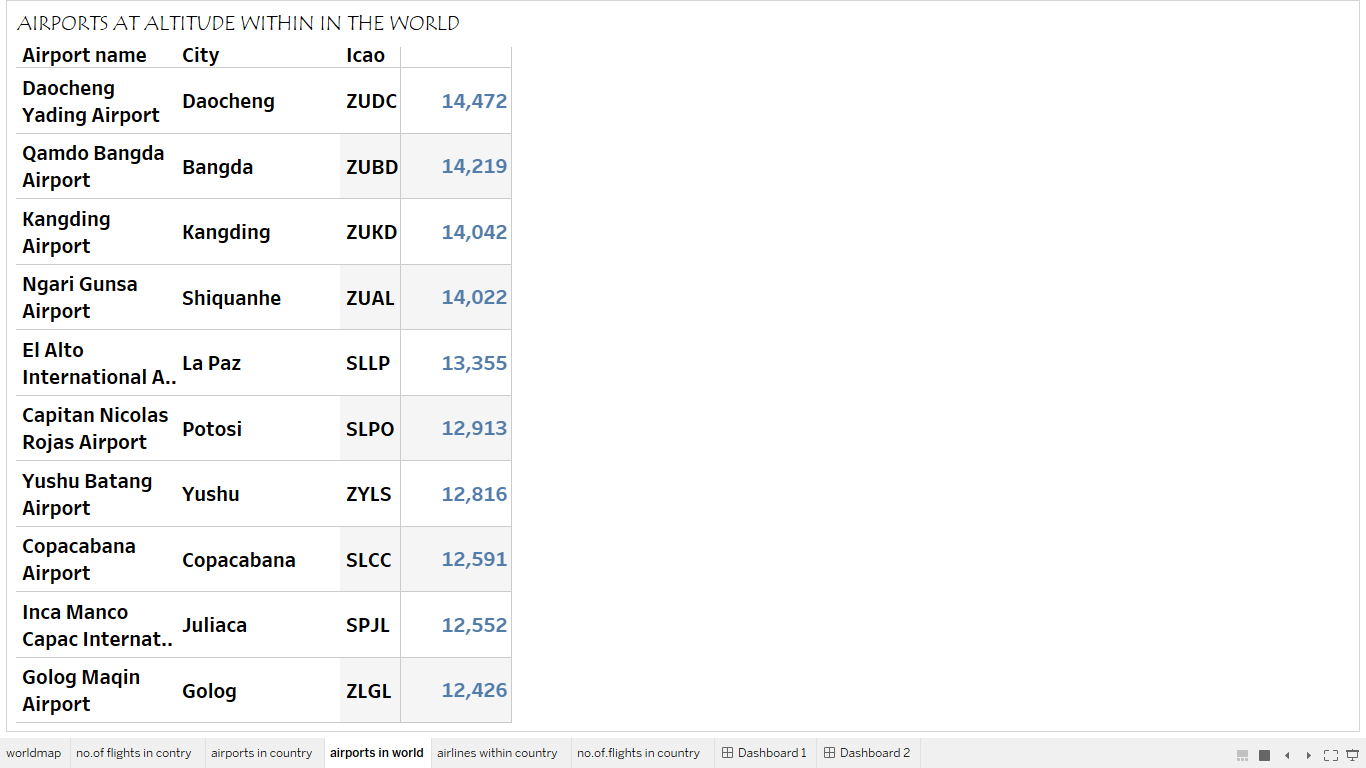 AIRPORTS AT ALTITUDE WITHIN IN THE WORLD
Airport name City Icao
Daocheng
Yading Airport Daocheng ZUDC 14,472
Qamdo Bangda
Airport Bangda ZUBD 14,219
Kangding
Airport Kangding ZUKD 14,042
Ngari Gunsa
Airport Shiquanhe ZUAL 14,022
El Alto
International A.. La Paz SLLP 13,355
Capitan Nicolas
Rojas Airport Potosi SLPO 12,913
Yushu Batang
Airport Yushu ZYLS 12,816
Copacabana
Airport Copacabana SLCC 12,591
Inca Manco
Capac Internat.. Juliaca SPJL 12,552
Golog Maqin
Airport Golog ZLGL 12,426
worldmap no.of flights in contry airports in country airports in world airlines within country no.of.flights in country Dashboard 1 Dashboard 2